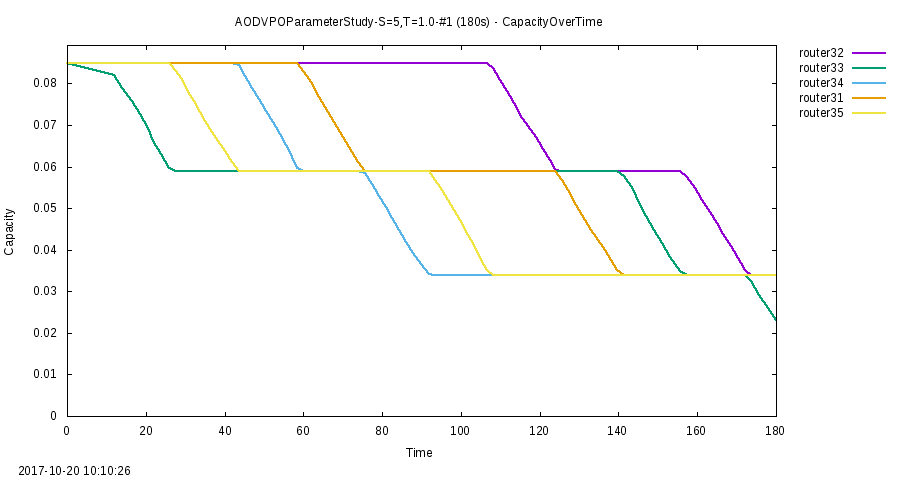 AODVPOParameterStudy-S=5,T=1.0-#1 (180s) - CapacityOverTime
router32
router33
router34
router31
router35
0.08
0.07
0.06
0.05
0.04
0.03
0.02
0.01
0
Capacity
0 20 40 60 80 100 120 140 160 180
Time
2017-10-20 10:10:26